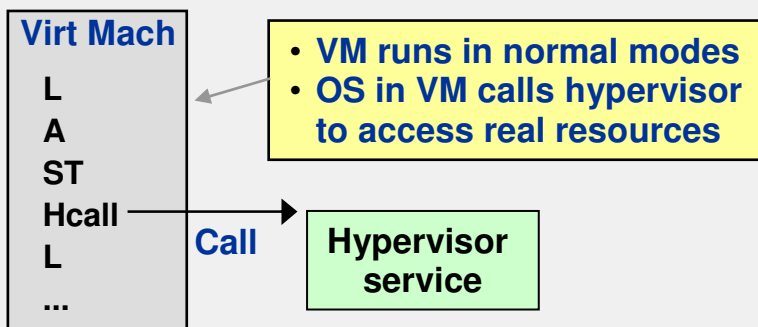 Virt Mach
L
A
ST
Hcall
L
...
• VM runs in normal modes
• OS in VM calls hypervisor
to access real resources
Call
Hypervisor
service